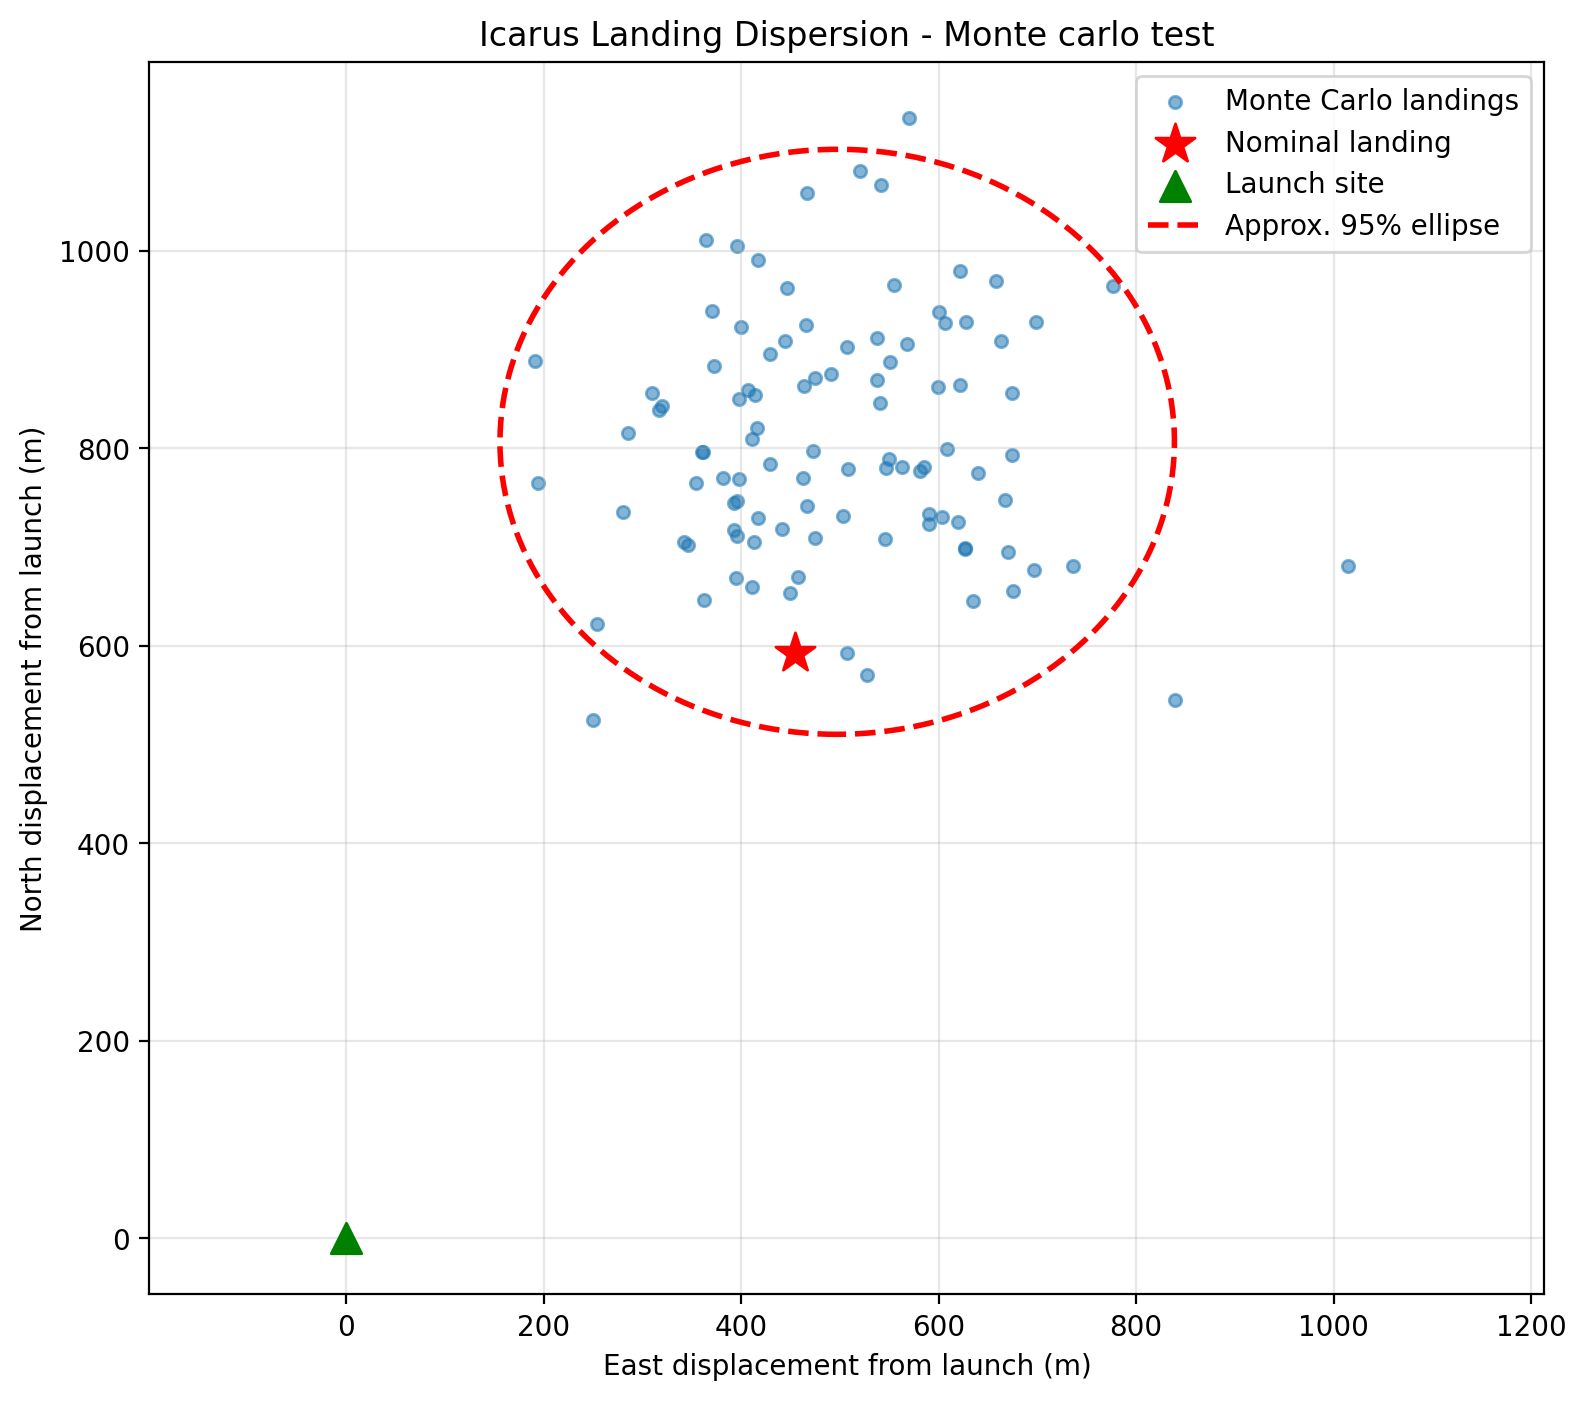 Icarus Landing Dispersion - Monte carlo test
Monte Carlo landings
Nominal landing
Launch site
Approx. 95% ellipse
North displacement from launch (m)
1000
800
600
400
200
0
0 200 400 600 800 1000 1200
East displacement from launch (m)